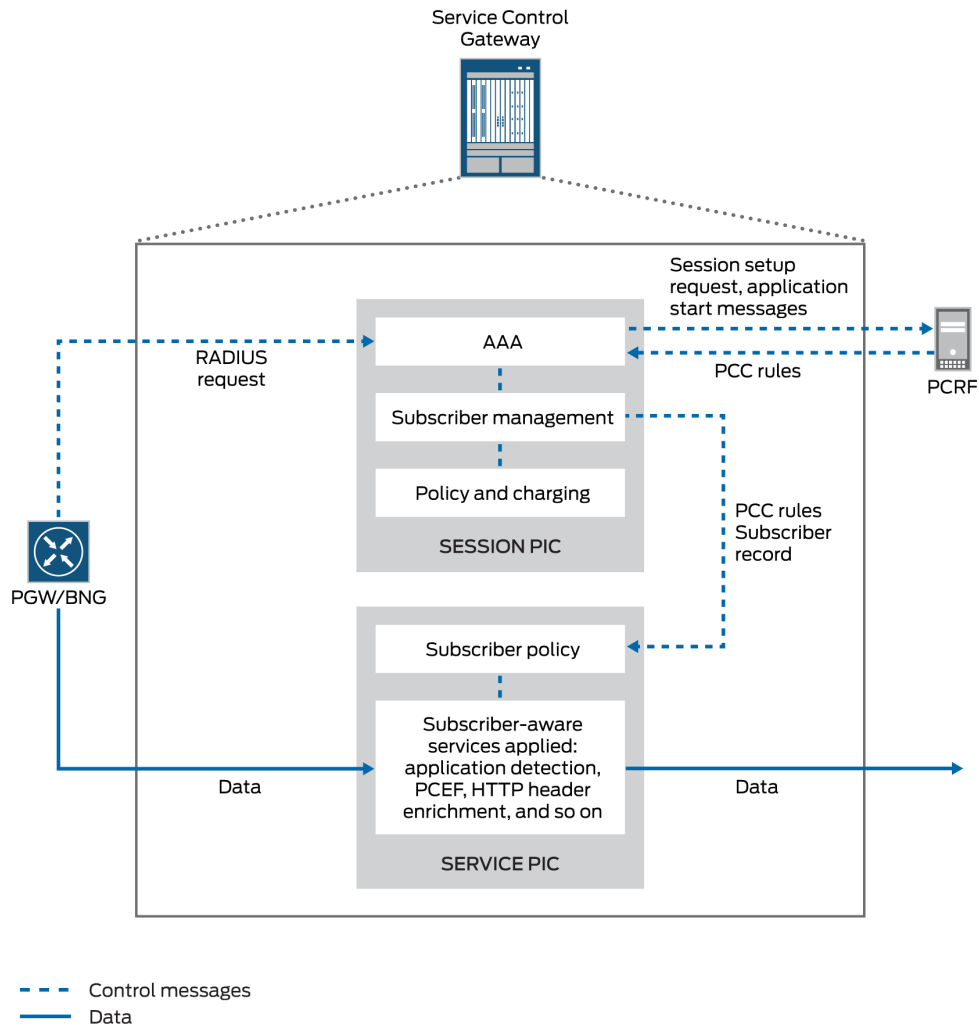 Service Control
Gateway
Session setup
request, application
start messages
AAA
RADIUS
request
PCC rules
PCRF
Subscriber management
Policy and charging
PCC rules
Subscriber
record
SESSION PIC
PGW/BNG
Subscriber policy
Subscriber-aware
services applied:
application detection,
PCEF, HTTP header
enrichment, and so on
Data
Data
SERVICE PIC
Control messages
Data